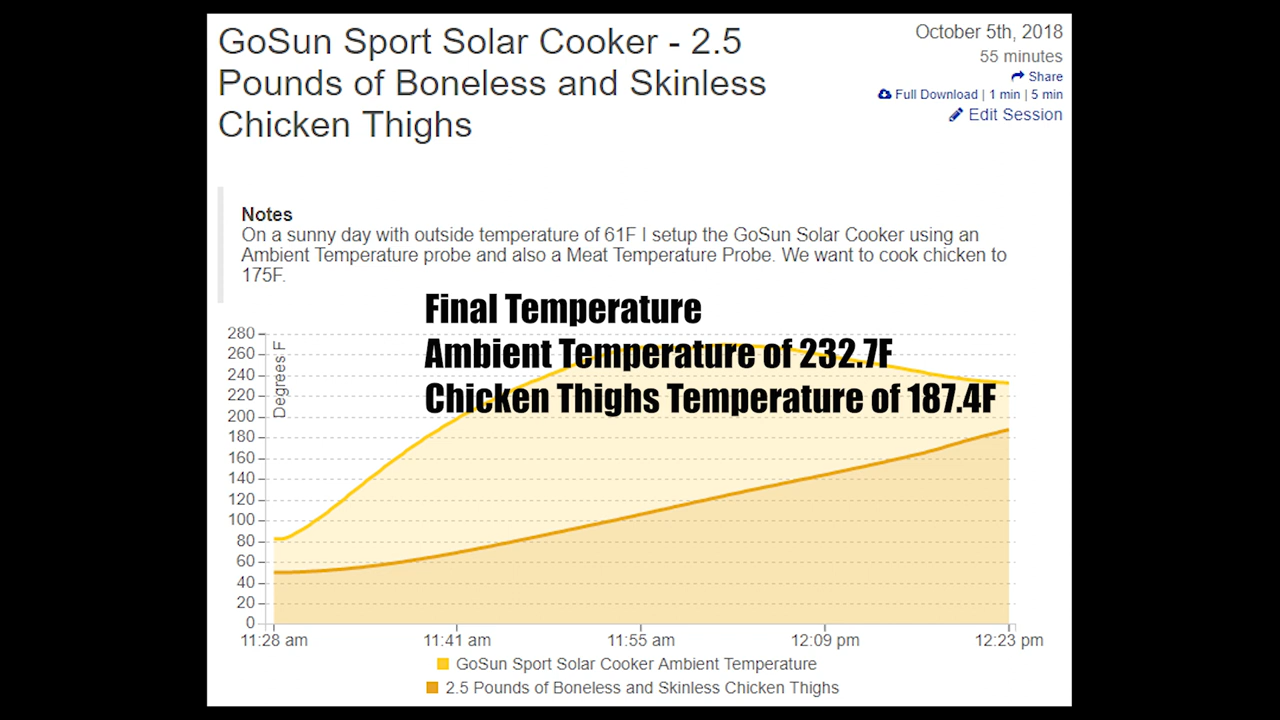 GoSun Sport Solar Cooker - 2.5
Pounds of Boneless and Skinless
Chicken Thighs
October 5th, 2018
55 minutes
Share
Full Download | 1 min | 5 min
Edit Session
Notes
On a sunny day with outside temperature of 61F I setup the GoSun Solar Cooker using an
Ambient Temperature probe and also a Meat Temperature Probe. We want to cook chicken to
175F.
Final Temperature
Ambient Temperature of 232.7F
Chicken Thighs Temperature of 187.4F
Degrees F
280
260
240
220
200
180
160
140
120
100
80
60
40
20
0
11:28 am 11:41 am 11:55 am 12:09 pm 12:23 pm
GoSun Sport Solar Cooker Ambient Temperature
2.5 Pounds of Boneless and Skinless Chicken Thighs